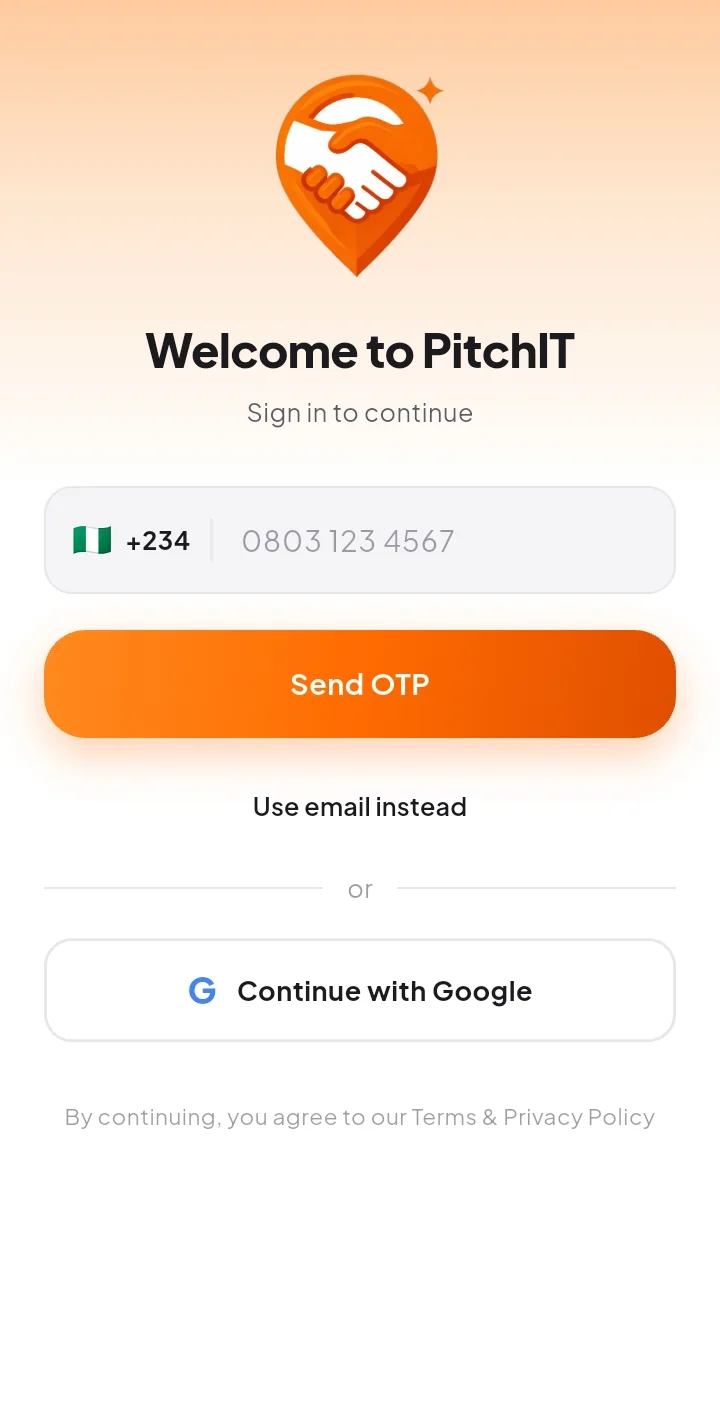 Welcome to PitchIT
Sign in to continue
+234 0803 123 4567
Send OTP
Use email instead
or
G Continue with Google
By continuing, you agree to our Terms & Privacy Policy